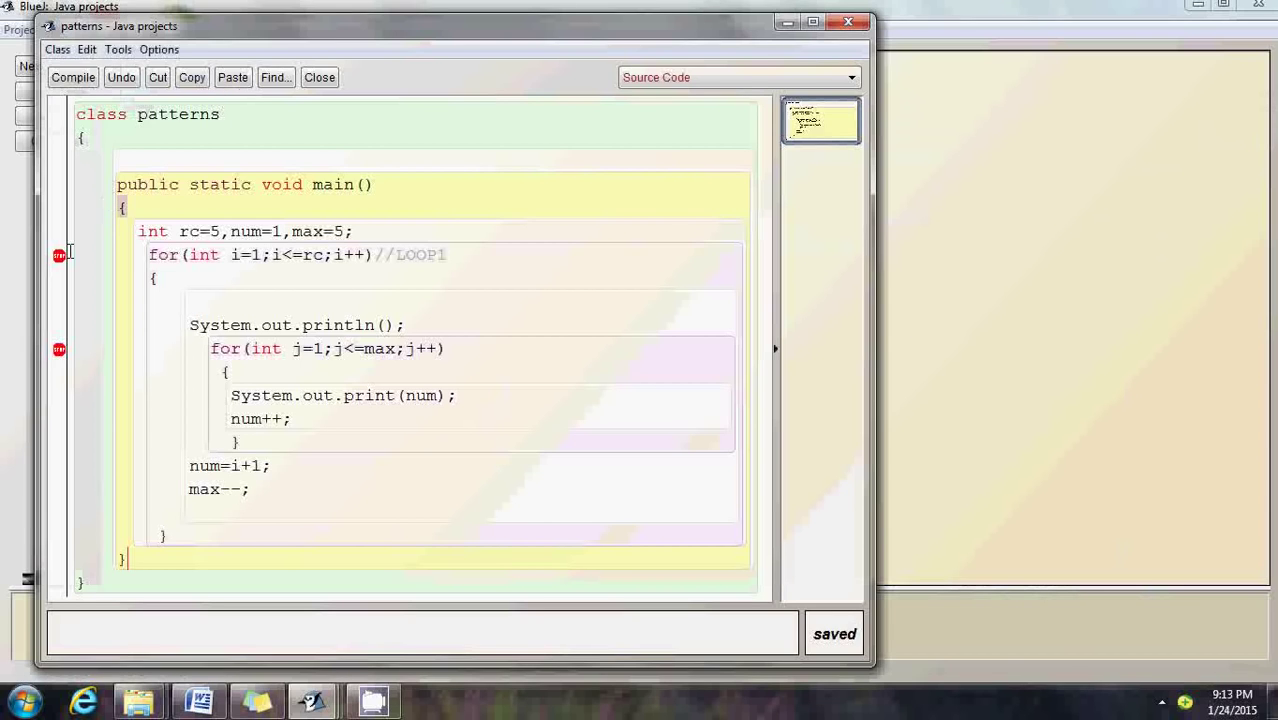 BlueJ: Java projects
patterns - Java projects
Class Edit Tools Options
Compile Undo Cut Copy Paste Find... Close Source Code
class patterns
{
public static void main()
{
int rc=5,num=1,max=5;
STOP for(int i=1;i<=rc;i++)//LOOP1
{
System.out.println();
STOP for(int j=1;j<=max;j++)
{
System.out.print(num);
num++;
}
num=i+1;
max--;
}
}
}
saved
9:13 PM
1/24/2015